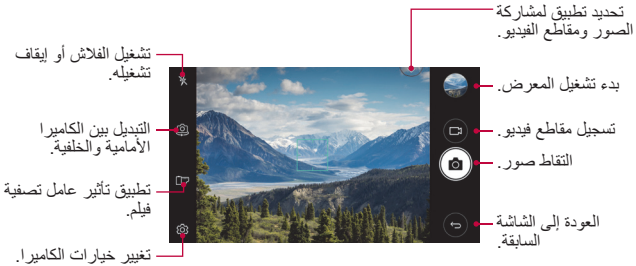 تحديد تطبيق لمشاركة
الصور ومقاطع الفيديو.
بدء تشغيل المعرض.
تسجيل مقاطع فيديو.
التقاط صور.
العودة إلى الشاشة
السابقة.
تشغيل الفلاش أو إيقاف
تشغيله.
التبديل بين الكاميرا
الأمامية والخلفية.
تطبيق تأثير عامل تصفية
فيلم.
تغيير خيارات الكاميرا.